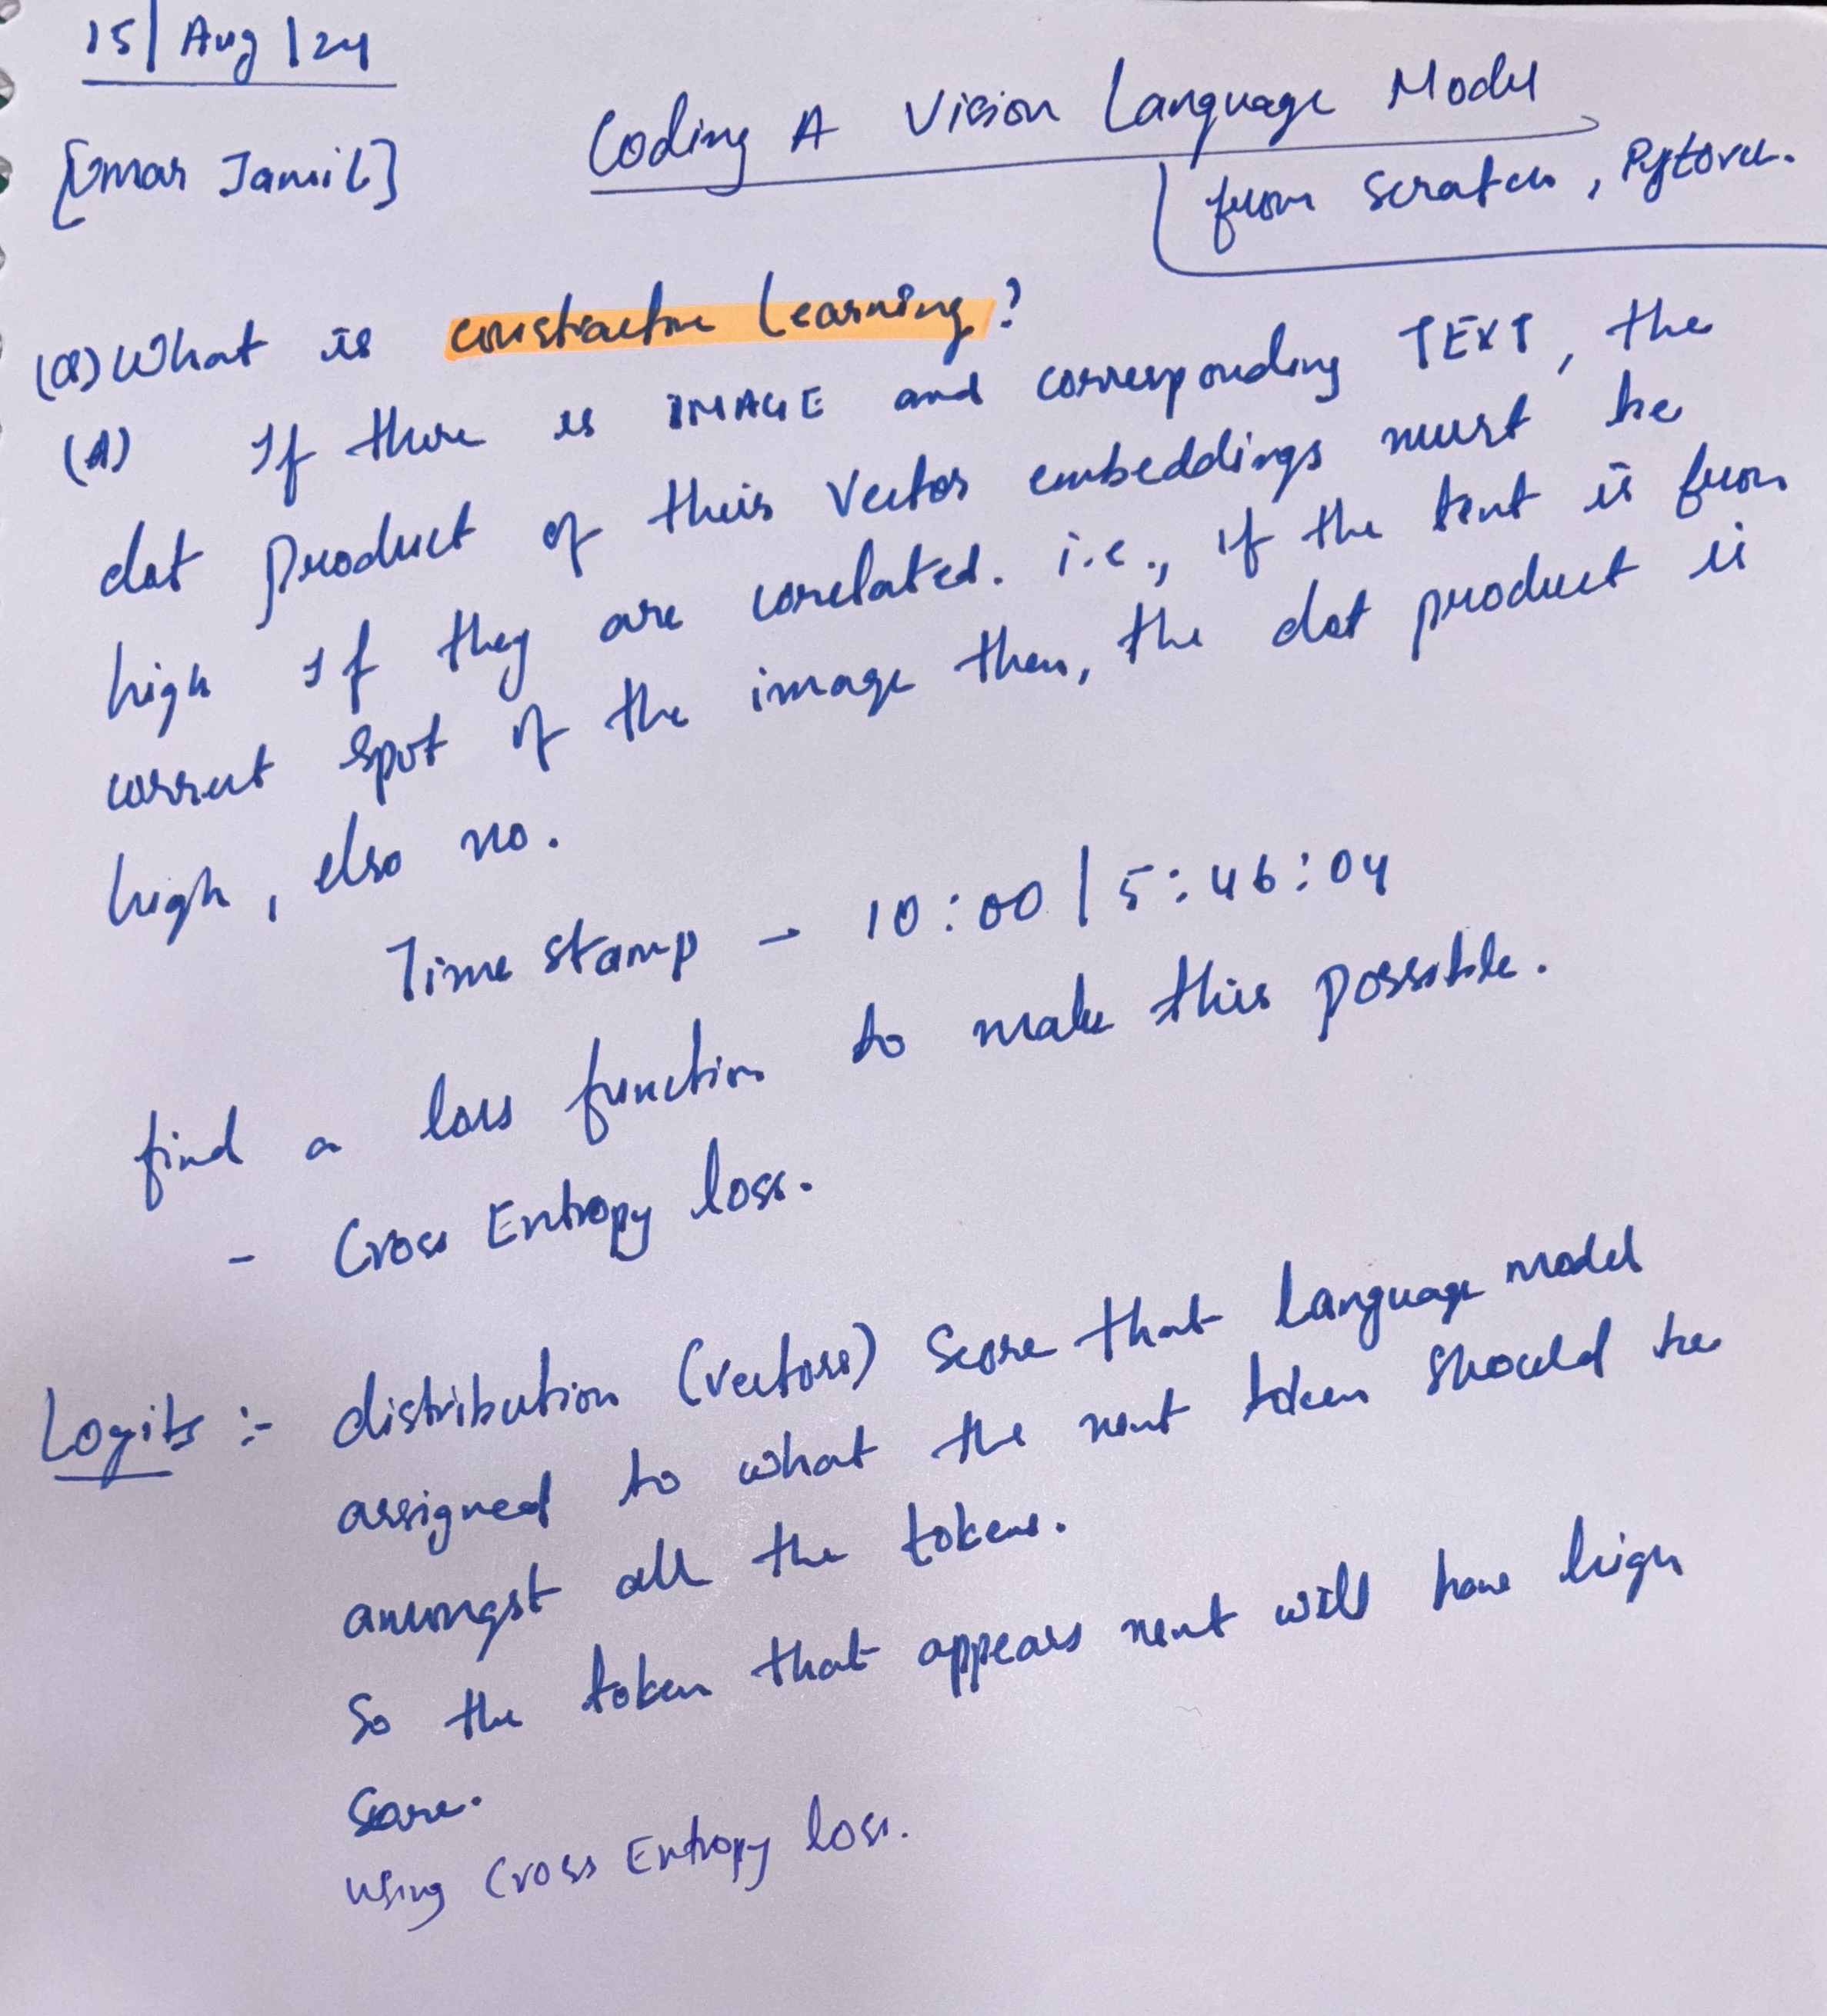 15/Aug/24
[Umar Jamil]
Coding A Vision Language Model
from scratch, Pytorch.
(Q) What is constrastive Learning?
(A) If there is IMAGE and corresponding TEXT, the
dot product of their vector embeddings must be
high if they are corelated. i.e., if the text is from
correct spot of the image then, the dot product is
high, else no.
Time stamp - 10:00 | 5:46:04
find a loss function to make this possible.
- Cross Entropy loss.
Logits :- distribution (vectors) score that language model
assigned to what the next token should be
amongst all the tokens.
So the token that appears next will have high
score.
using Cross Entropy loss.